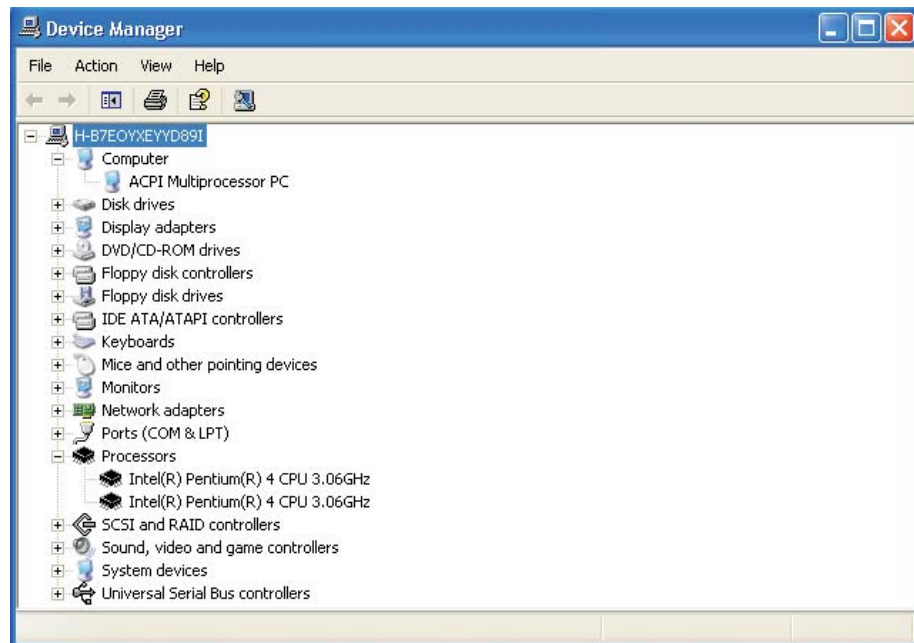 Device Manager
File Action View Help
H-B7EOYXEYYD89I
Computer
ACPI Multiprocessor PC
Disk drives
Display adapters
DVD/CD-ROM drives
Floppy disk controllers
Floppy disk drives
IDE ATA/ATAPI controllers
Keyboards
Mice and other pointing devices
Monitors
Network adapters
Ports (COM & LPT)
Processors
Intel(R) Pentium(R) 4 CPU 3.06GHz
Intel(R) Pentium(R) 4 CPU 3.06GHz
SCSI and RAID controllers
Sound, video and game controllers
System devices
Universal Serial Bus controllers